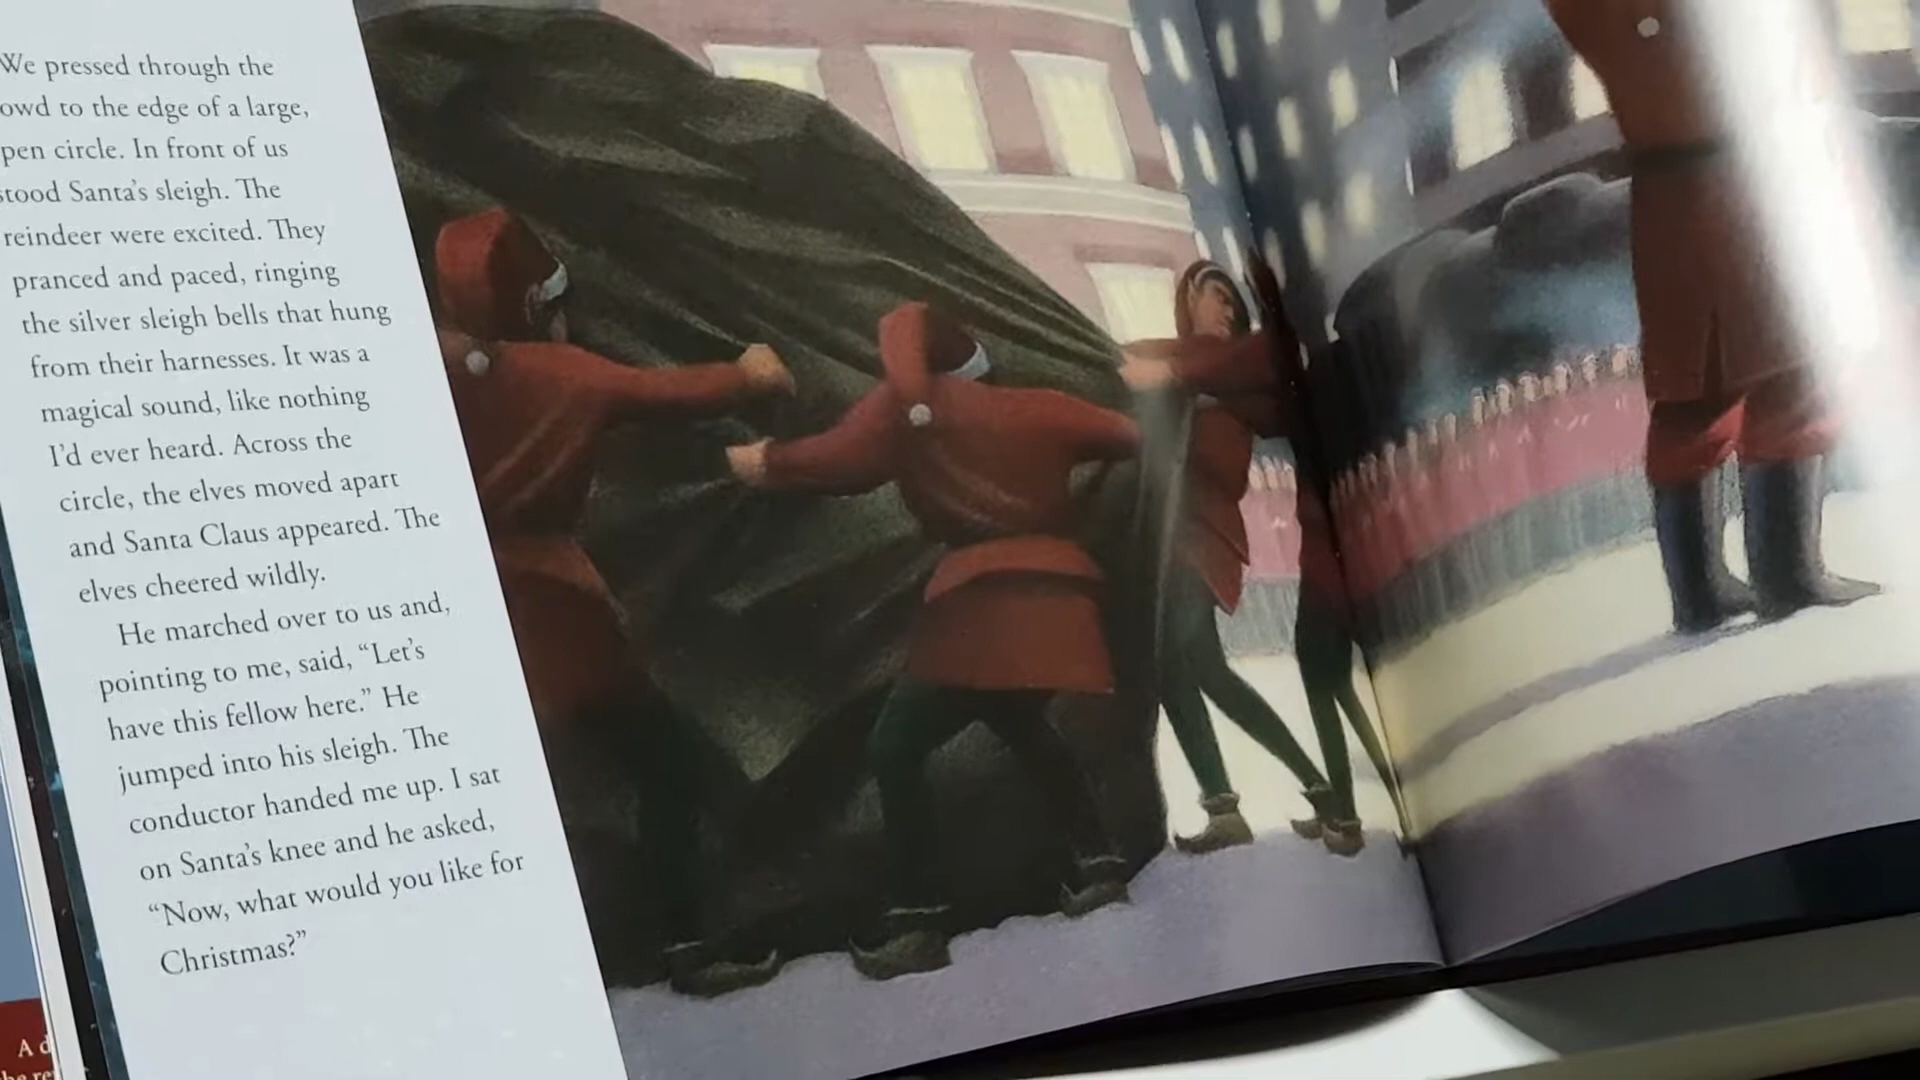 We pressed through the
owd to the edge of a large,
pen circle. In front of us
stood Santa's sleigh. The
reindeer were excited. They
pranced and paced, ringing
the silver sleigh bells that hung
from their harnesses. It was a
magical sound, like nothing
I'd ever heard. Across the
circle, the elves moved apart
and Santa Claus appeared. The
elves cheered wildly.
He marched over to us and,
pointing to me, said, “Let's
have this fellow here.” He
jumped into his sleigh. The
conductor handed me up. I sat
on Santa's knee and he asked,
“Now, what would you like for
Christmas?”
A d